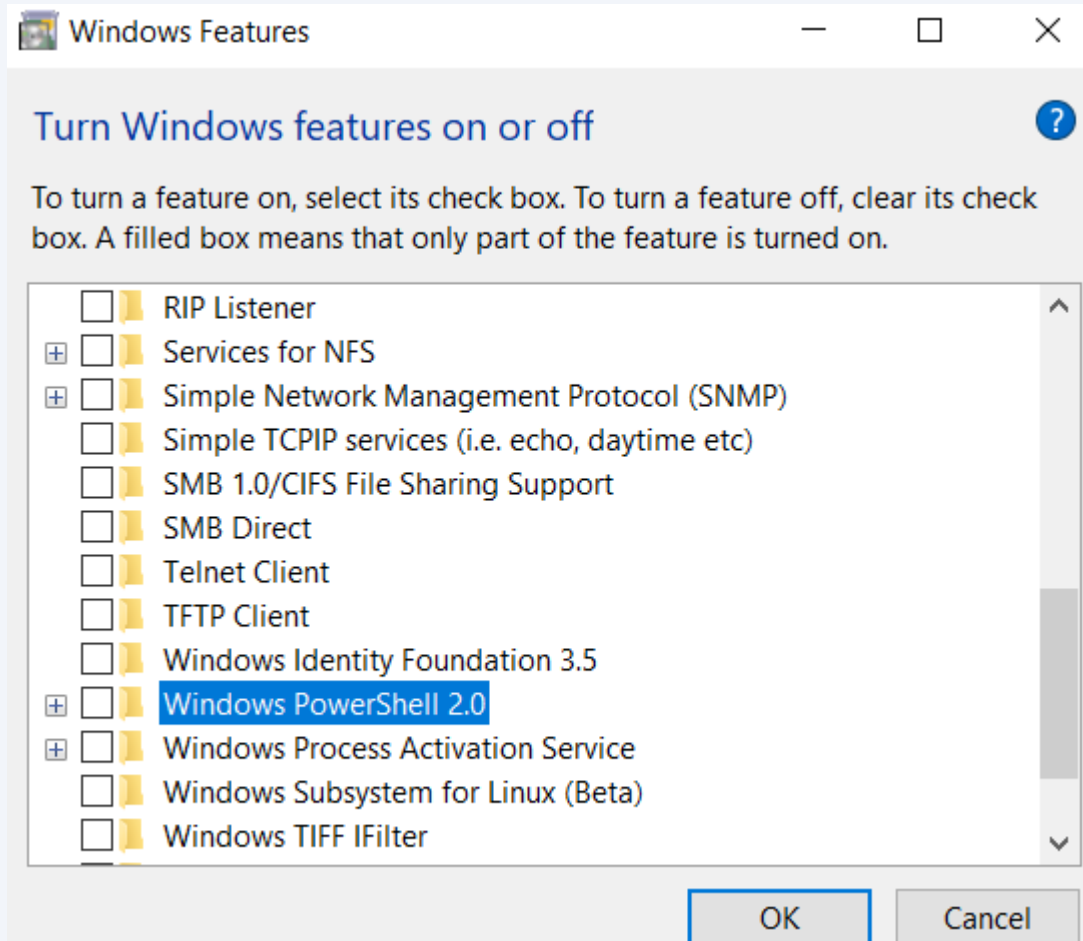 Windows Features
Turn Windows features on or off
?
To turn a feature on, select its check box. To turn a feature off, clear its check
box. A filled box means that only part of the feature is turned on.
RIP Listener
Services for NFS
Simple Network Management Protocol (SNMP)
Simple TCPIP services (i.e. echo, daytime etc)
SMB 1.0/CIFS File Sharing Support
SMB Direct
Telnet Client
TFTP Client
Windows Identity Foundation 3.5
Windows PowerShell 2.0
Windows Process Activation Service
Windows Subsystem for Linux (Beta)
Windows TIFF IFilter
OK Cancel